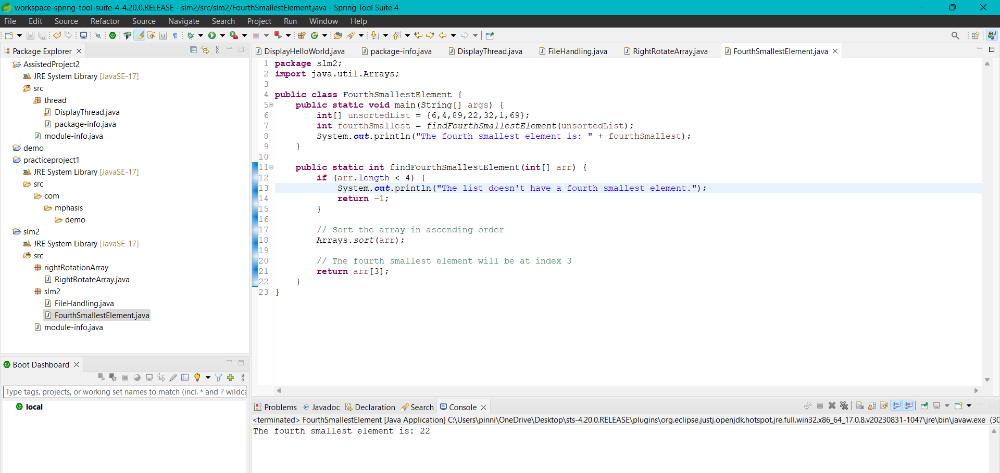 workspace-spring-tool-suite-4-4.20.0.RELEASE - slm2/src/slm2/FourthSmallestElement.java - Spring Tool Suite 4
File Edit Source Refactor Source Navigate Search Project Run Window Help
Package Explorer
AssistedProject2
JRE System Library [JavaSE-17]
src
thread
DisplayThread.java
package-info.java
module-info.java
demo
practiceproject1
JRE System Library [JavaSE-17]
src
com
mphasis
demo
slm2
JRE System Library [JavaSE-17]
src
rightRotationArray
RightRotateArray.java
slm2
FileHandling.java
FourthSmallestElement.java
module-info.java
Boot Dashboard
Type tags, projects, or working set names to match (incl. * and ? wildca
local
DisplayHelloWorld.java package-info.java DisplayThread.java FileHandling.java RightRotateArray.java FourthSmallestElement.java
1 package slm2;
2 import java.util.Arrays;
3
4 public class FourthSmallestElement {
5 public static void main(String[] args) {
6 int[] unsortedList = {6,4,89,22,32,1,69};
7 int fourthSmallest = findFourthSmallestElement(unsortedList);
8 System.out.println("The fourth smallest element is: " + fourthSmallest);
9 }
10
11 public static int findFourthSmallestElement(int[] arr) {
12 if (arr.length < 4) {
13 System.out.println("The list doesn't have a fourth smallest element.");
14 return -1;
15 }
16
17 // Sort the array in ascending order
18 Arrays.sort(arr);
19
20 // The fourth smallest element will be at index 3
21 return arr[3];
22 }
23 }
Problems @ Javadoc Declaration Search Console
<terminated> FourthSmallestElement [Java Application] C:\Users\pinni\OneDrive\Desktop\sts-4.20.0.RELEASE\plugins\org.eclipse.justj.openjdk.hotspot.jre.full.win32.x86_64_17.0.8.v20230831-1047\jre\bin\javaw.exe (30
The fourth smallest element is: 22